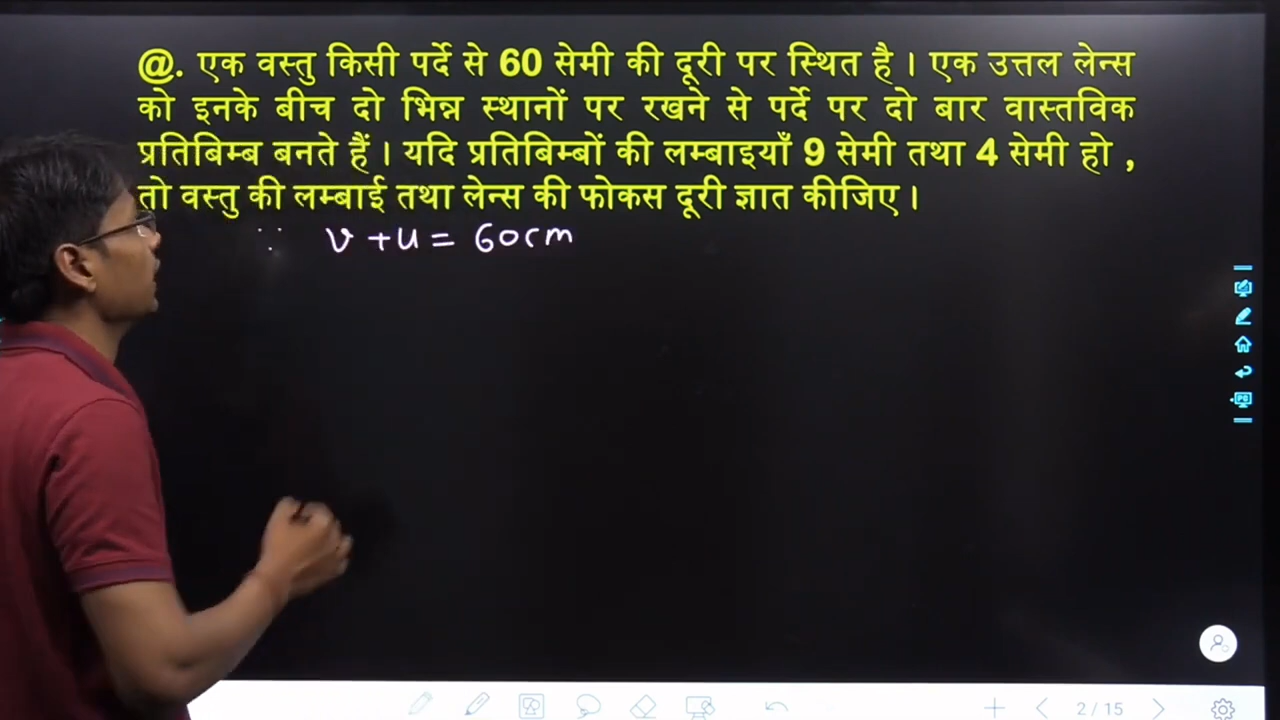 @. एक वस्तु किसी पर्दे से 60 सेमी की दूरी पर स्थित है । एक उत्तल लेन्स
को इनके बीच दो भिन्न स्थानों पर रखने से पर्दे पर दो बार वास्तविक
प्रतिबिम्ब बनते हैं । यदि प्रतिबिम्बों की लम्बाइयाँ 9 सेमी तथा 4 सेमी हो ,
तो वस्तु की लम्बाई तथा लेन्स की फोकस दूरी ज्ञात कीजिए ।
∵ v + u = 60cm
PC
2 / 15